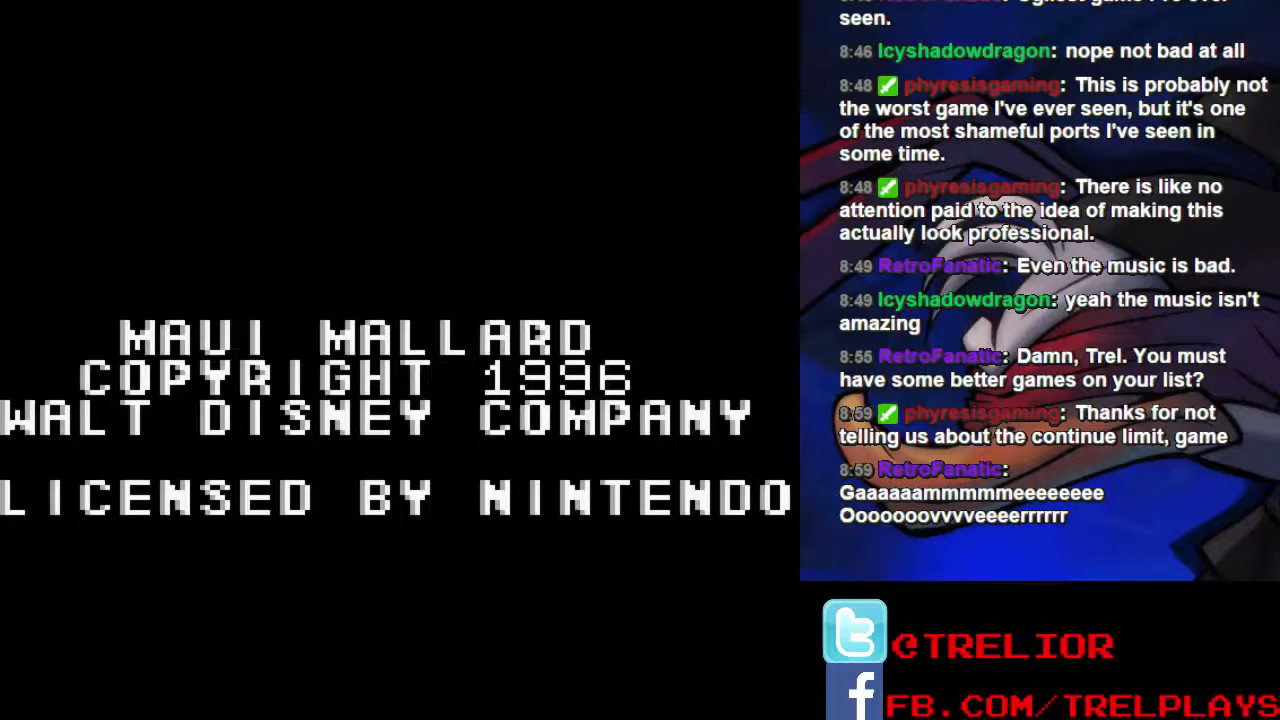 MAUI MALLARD
COPYRIGHT 1996
WALT DISNEY COMPANY
LICENSED BY NINTENDO
seen.
8:46 Icyshadowdragon: nope not bad at all
8:48 phyresisgaming: This is probably not
the worst game I've ever seen, but it's one
of the most shameful ports I've seen in
some time.
8:48 phyresisgaming: There is like no
attention paid to the idea of making this
actually look professional.
8:49 RetroFanatic: Even the music is bad.
8:49 Icyshadowdragon: yeah the music isn't
amazing
8:55 RetroFanatic: Damn, Trel. You must
have some better games on your list?
8:59 phyresisgaming: Thanks for not
telling us about the continue limit, game
8:59 RetroFanatic:
Gaaaaaammmmmeeeeeeee
Ooooooovvvveeeerrrrrr
@TRELIOR
FB.COM/TRELPLAYS